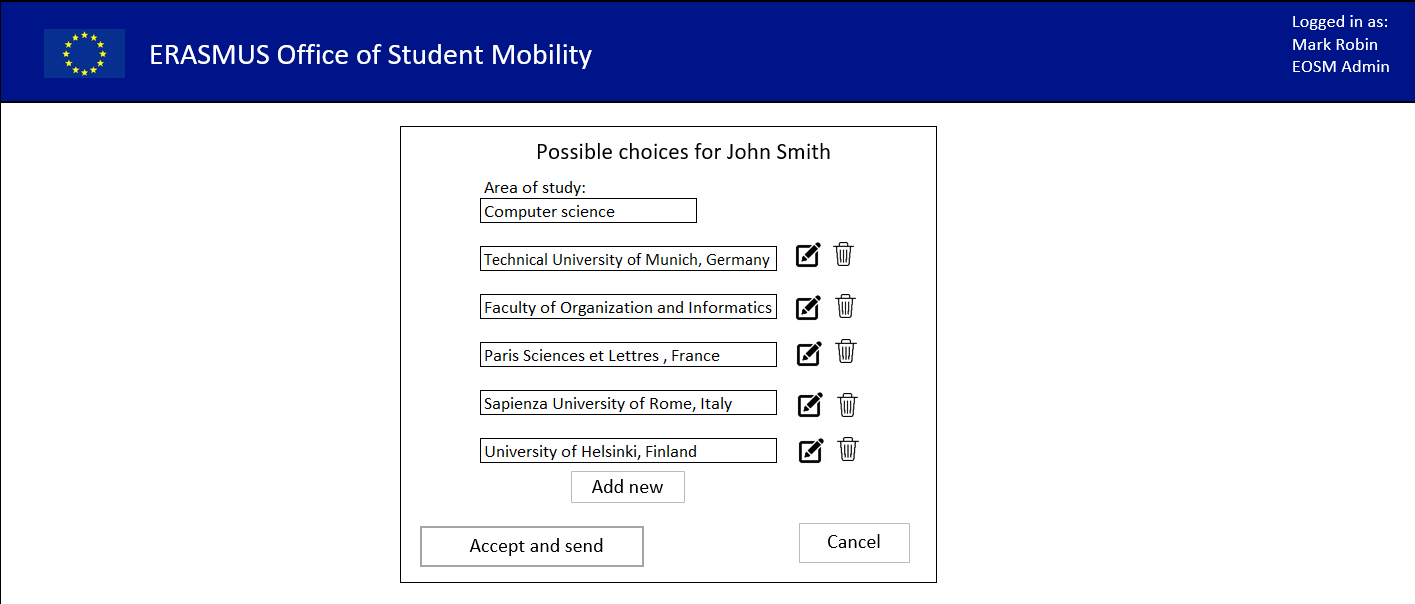 ERASMUS Office of Student Mobility
Logged in as:
Mark Robin
EOSM Admin
Possible choices for John Smith
Area of study:
Computer science
Technical University of Munich, Germany
Faculty of Organization and Informatics
Paris Sciences et Lettres , France
Sapienza University of Rome, Italy
University of Helsinki, Finland
Add new
Accept and send
Cancel